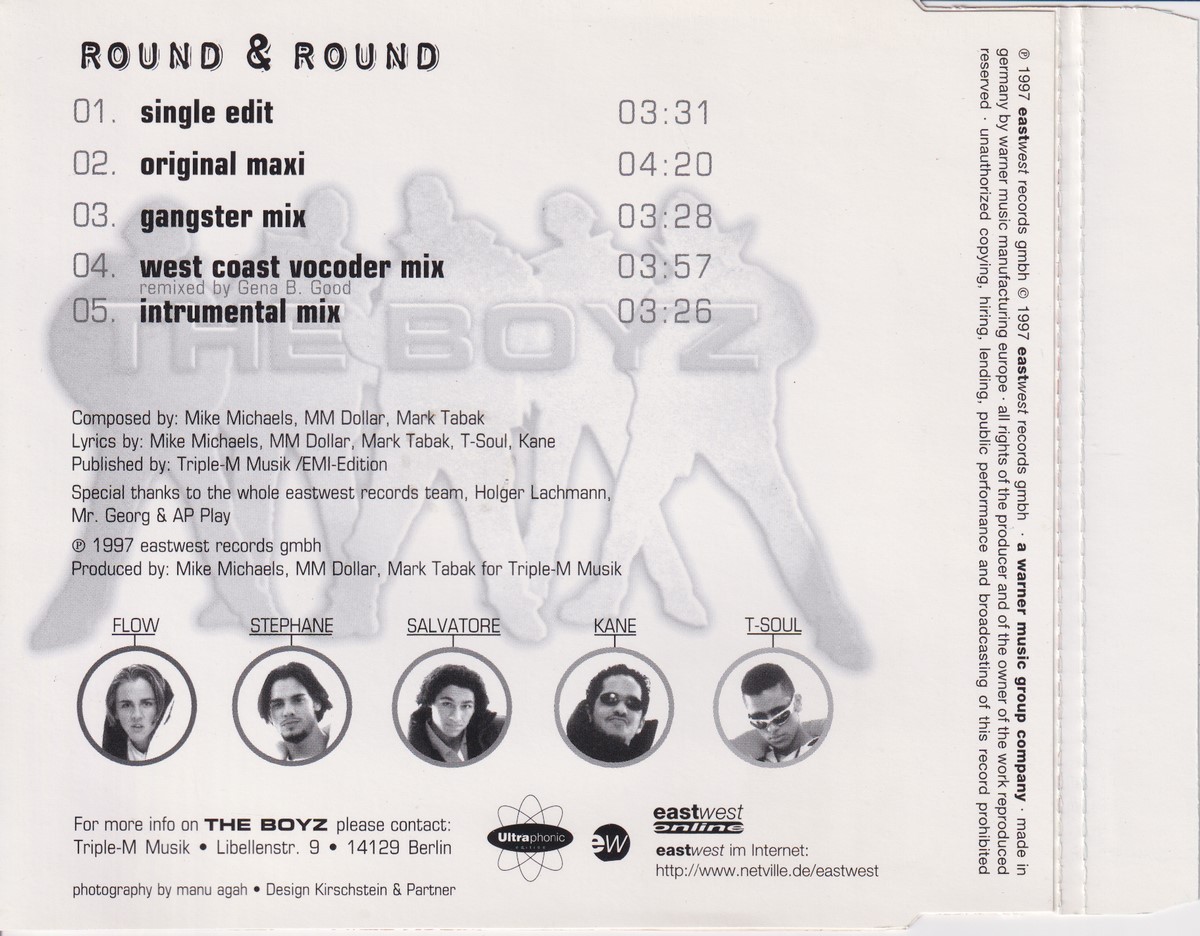 ROUND & ROUND
01. single edit 03:31
02. original maxi 04:20
03. gangster mix 03:28
04. west coast vocoder mix 03:57
remixed by Gena B. Good
05. intrumental mix 03:26
THE BOYZ
Composed by: Mike Michaels, MM Dollar, Mark Tabak
Lyrics by: Mike Michaels, MM Dollar, Mark Tabak, T-Soul, Kane
Published by: Triple-M Musik /EMI-Edition
Special thanks to the whole eastwest records team, Holger Lachmann,
Mr. Georg & AP Play
℗ 1997 eastwest records gmbh
Produced by: Mike Michaels, MM Dollar, Mark Tabak for Triple-M Musik
FLOW STEPHANE SALVATORE KANE T-SOUL
For more info on THE BOYZ please contact:
Triple-M Musik • Libellenstr. 9 • 14129 Berlin
photography by manu agah • Design Kirschstein & Partner
Ultraphonic
EDITION
ew
eastwest
online
eastwest im Internet:
http://www.netville.de/eastwest
℗ 1997 eastwest records gmbh © 1997 eastwest records gmbh · a warner music group company · made in
germany by warner music manufacturing europe · all rights of the producer and of the owner of the work reproduced
reserved · unauthorized copying, hiring, lending, public performance and broadcasting of this record prohibited